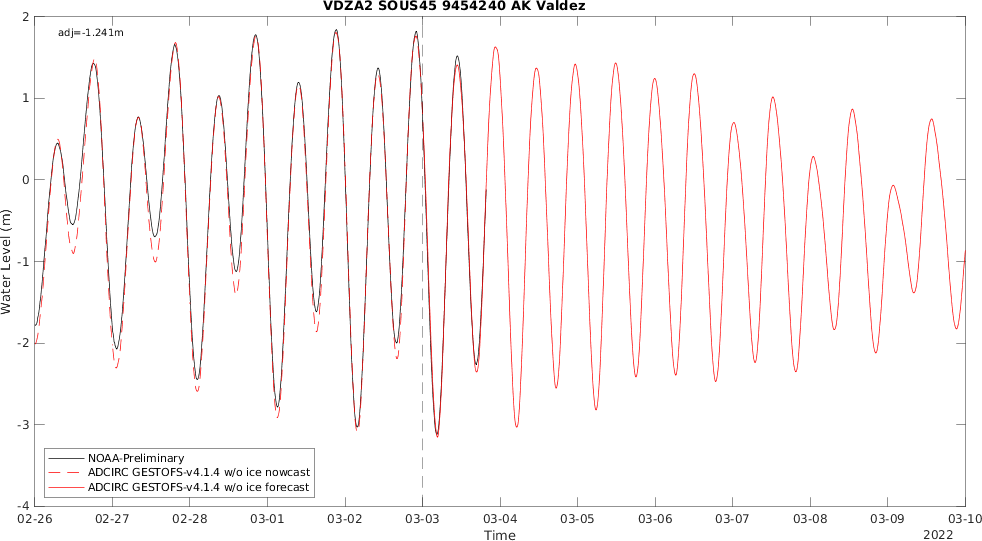 VDZA2 SOUS45 9454240 AK Valdez
adj=-1.241m
2
1
0
-1
-2
-3
-4
Water Level (m)
NOAA-Preliminary
ADCIRC GESTOFS-v4.1.4 w/o ice nowcast
ADCIRC GESTOFS-v4.1.4 w/o ice forecast
02-26 02-27 02-28 03-01 03-02 03-03 03-04 03-05 03-06 03-07 03-08 03-09 03-10
Time
2022